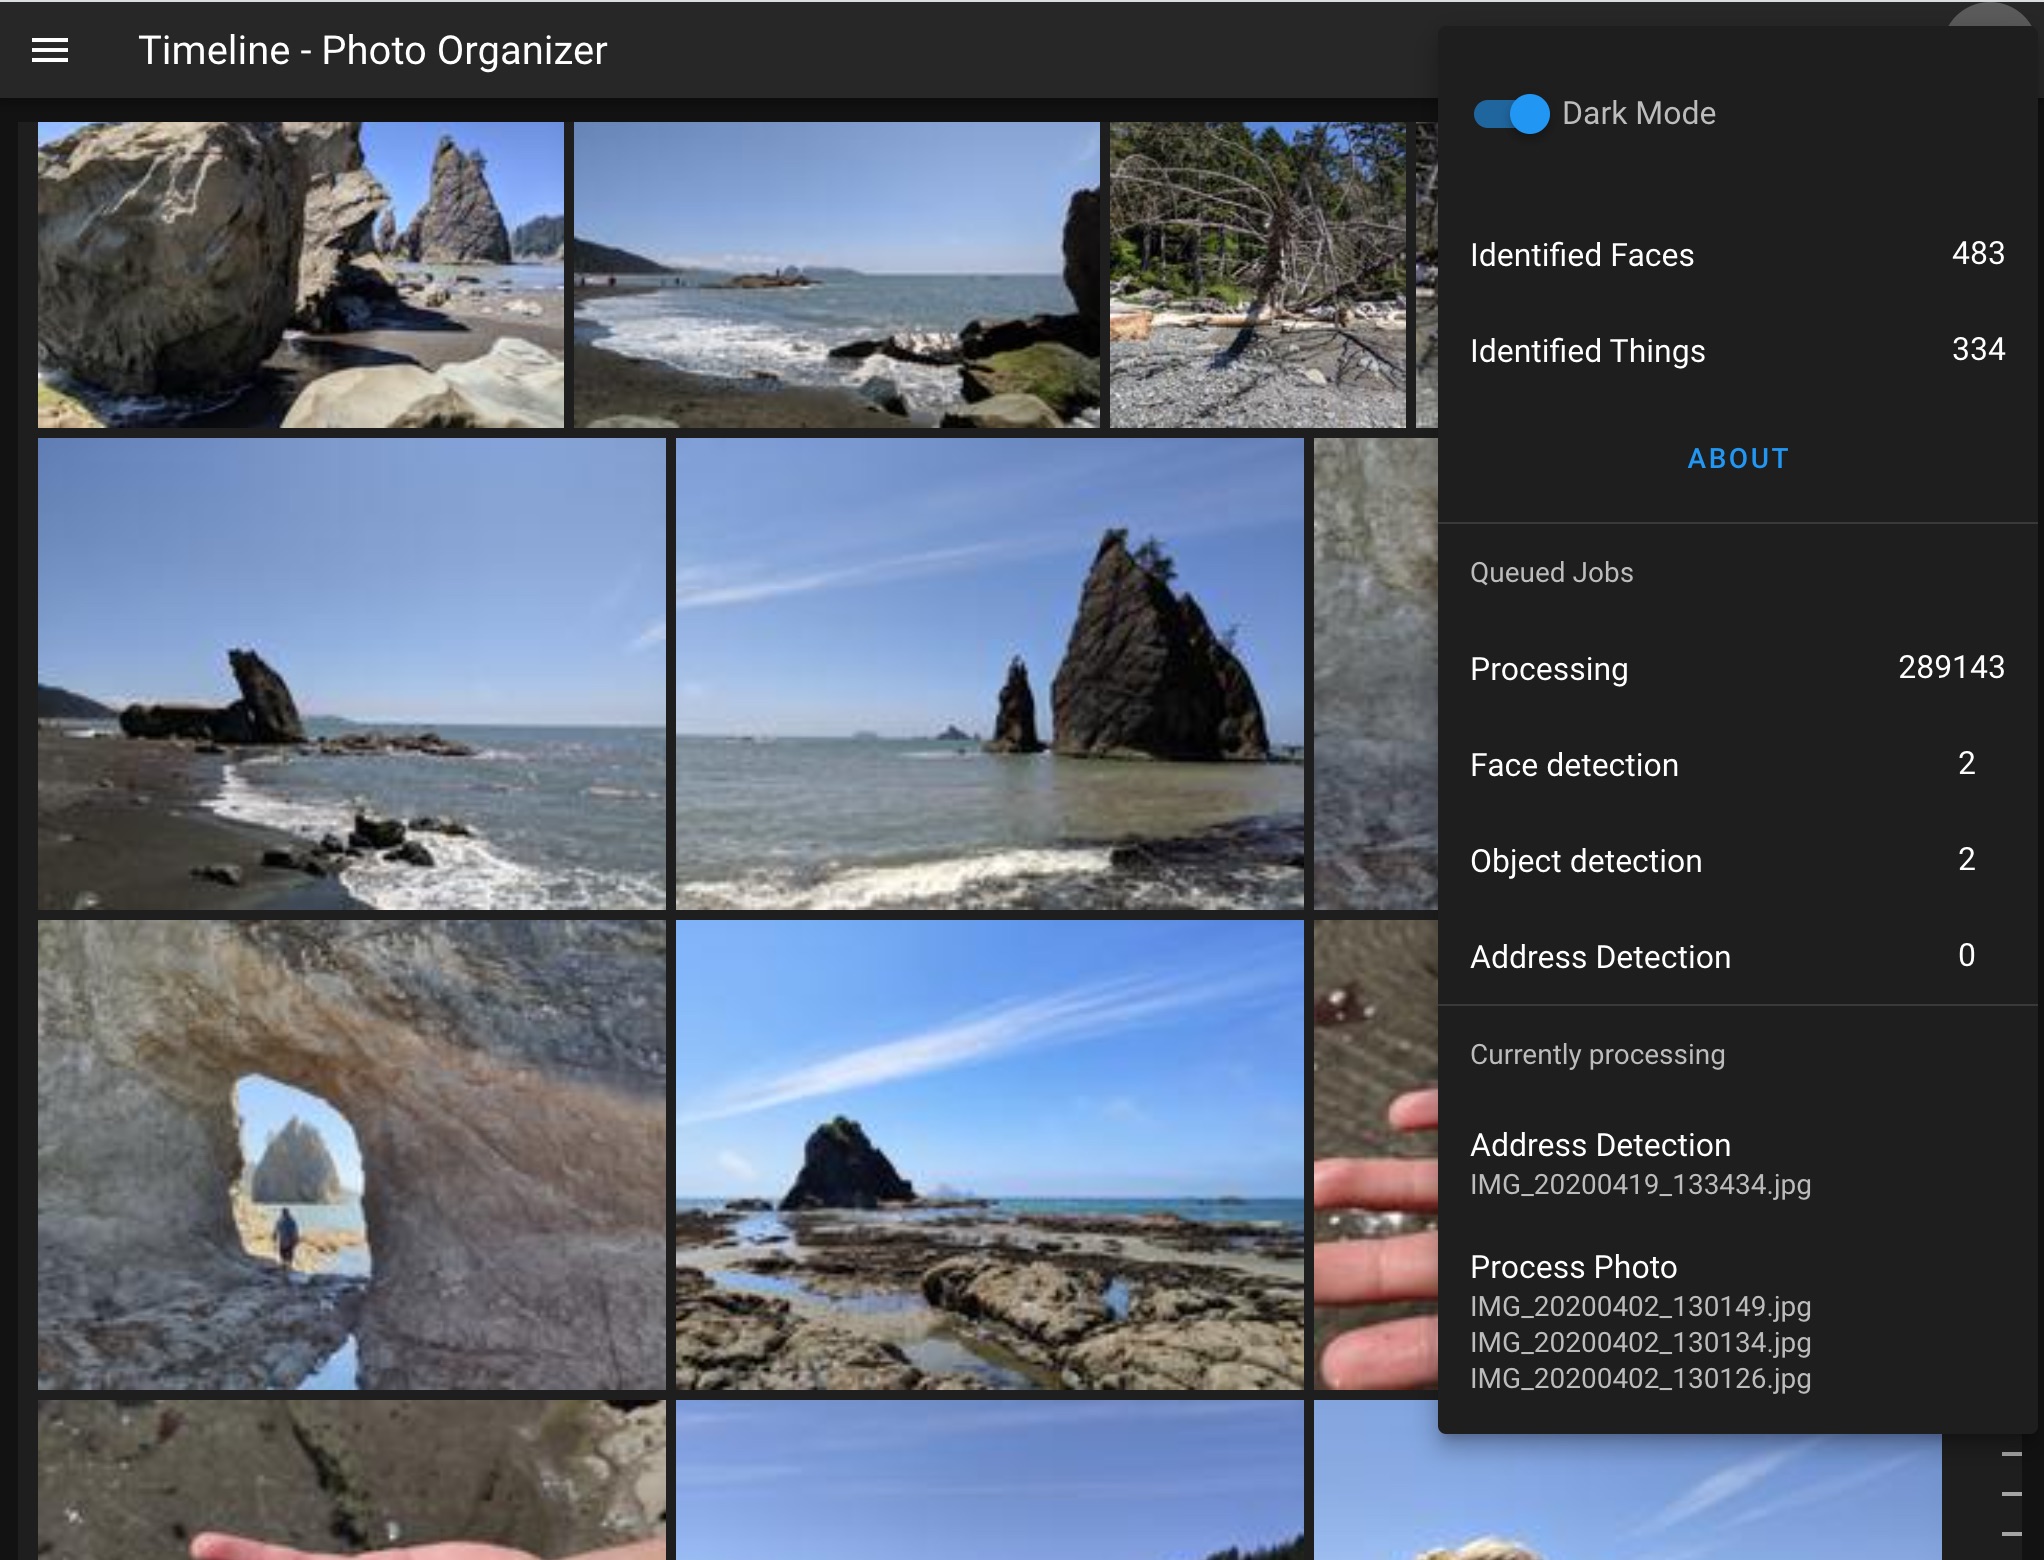 Timeline - Photo Organizer
Dark Mode
Identified Faces 483
Identified Things 334
ABOUT
Queued Jobs
Processing 289143
Face detection 2
Object detection 2
Address Detection 0
Currently processing
Address Detection
IMG_20200419_133434.jpg
Process Photo
IMG_20200402_130149.jpg
IMG_20200402_130134.jpg
IMG_20200402_130126.jpg